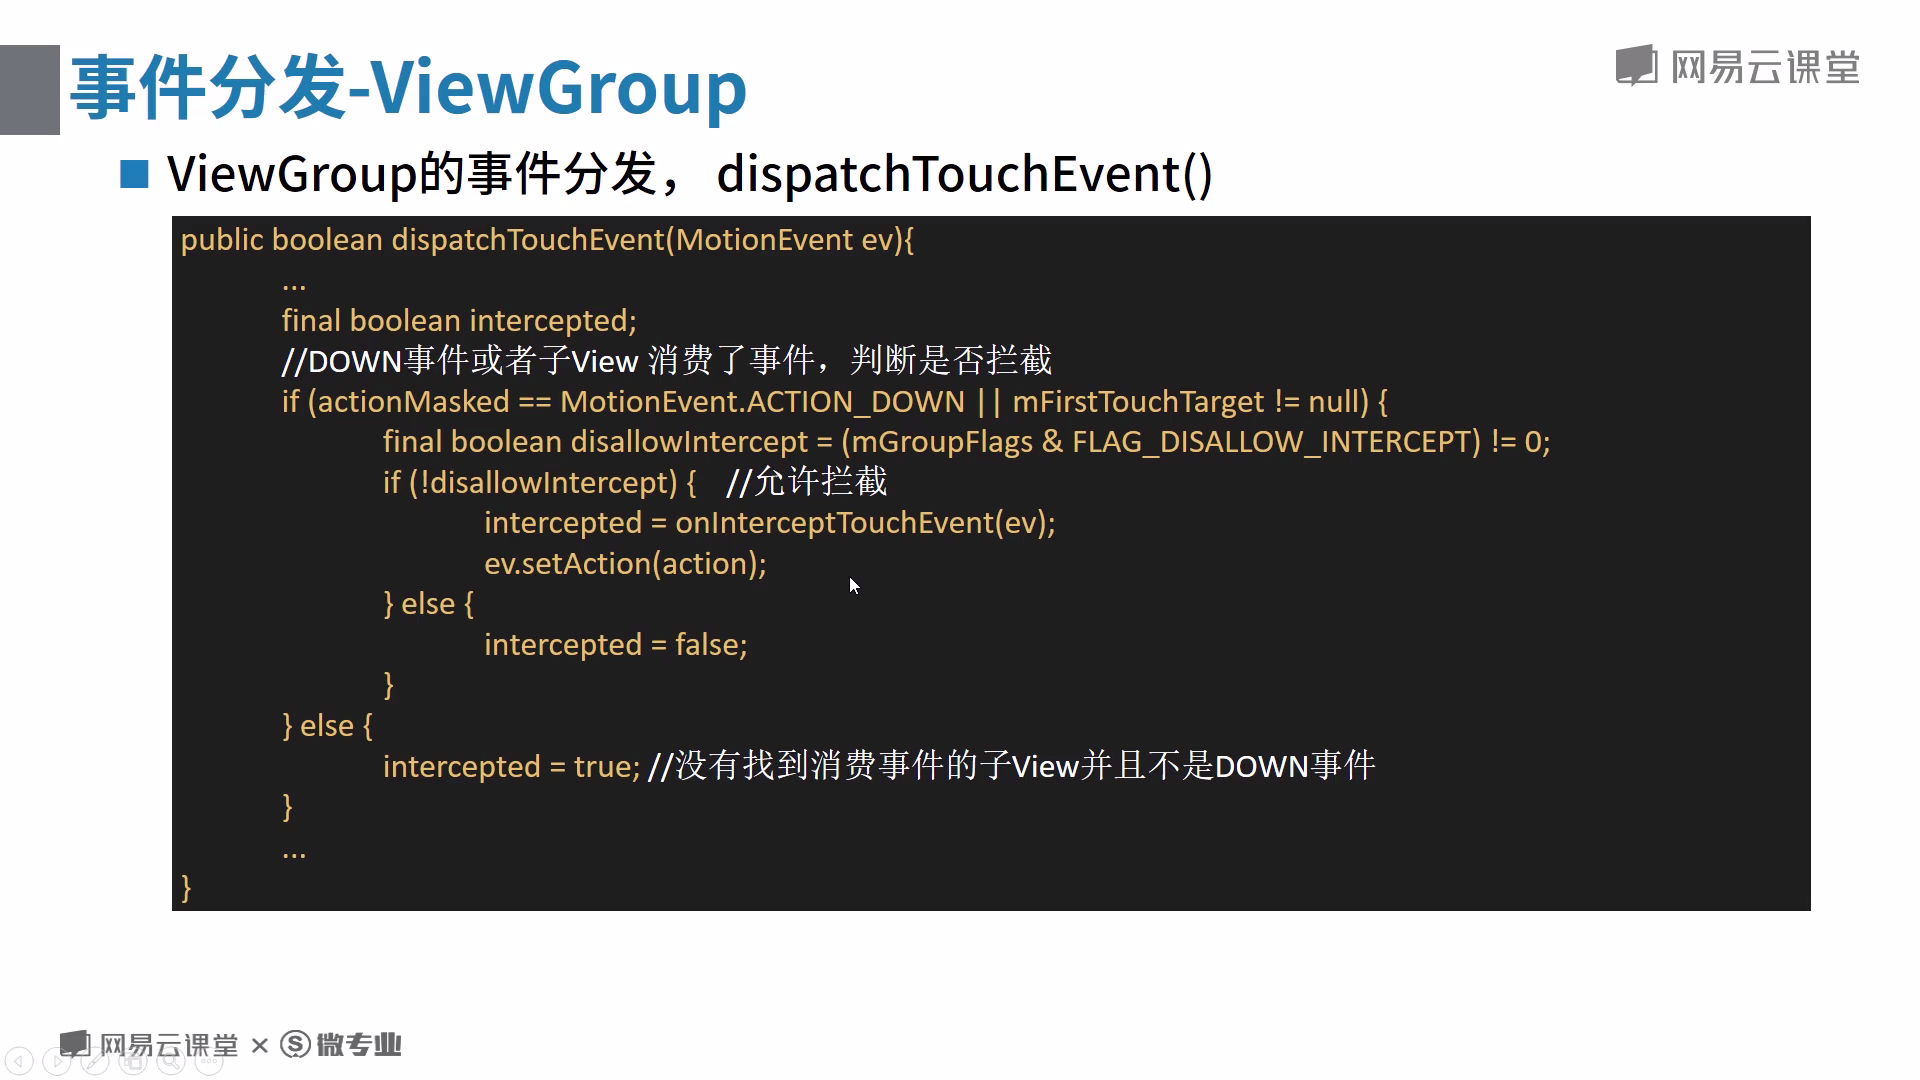 事件分发-ViewGroup
网易云课堂
ViewGroup的事件分发， dispatchTouchEvent()
public boolean dispatchTouchEvent(MotionEvent ev){
...
final boolean intercepted;
//DOWN事件或者子View 消费了事件，判断是否拦截
if (actionMasked == MotionEvent.ACTION_DOWN || mFirstTouchTarget != null) {
final boolean disallowIntercept = (mGroupFlags & FLAG_DISALLOW_INTERCEPT) != 0;
if (!disallowIntercept) { //允许拦截
intercepted = onInterceptTouchEvent(ev);
ev.setAction(action);
} else {
intercepted = false;
}
} else {
intercepted = true; //没有找到消费事件的子View并且不是DOWN事件
}
...
}
网易云课堂 × 微专业